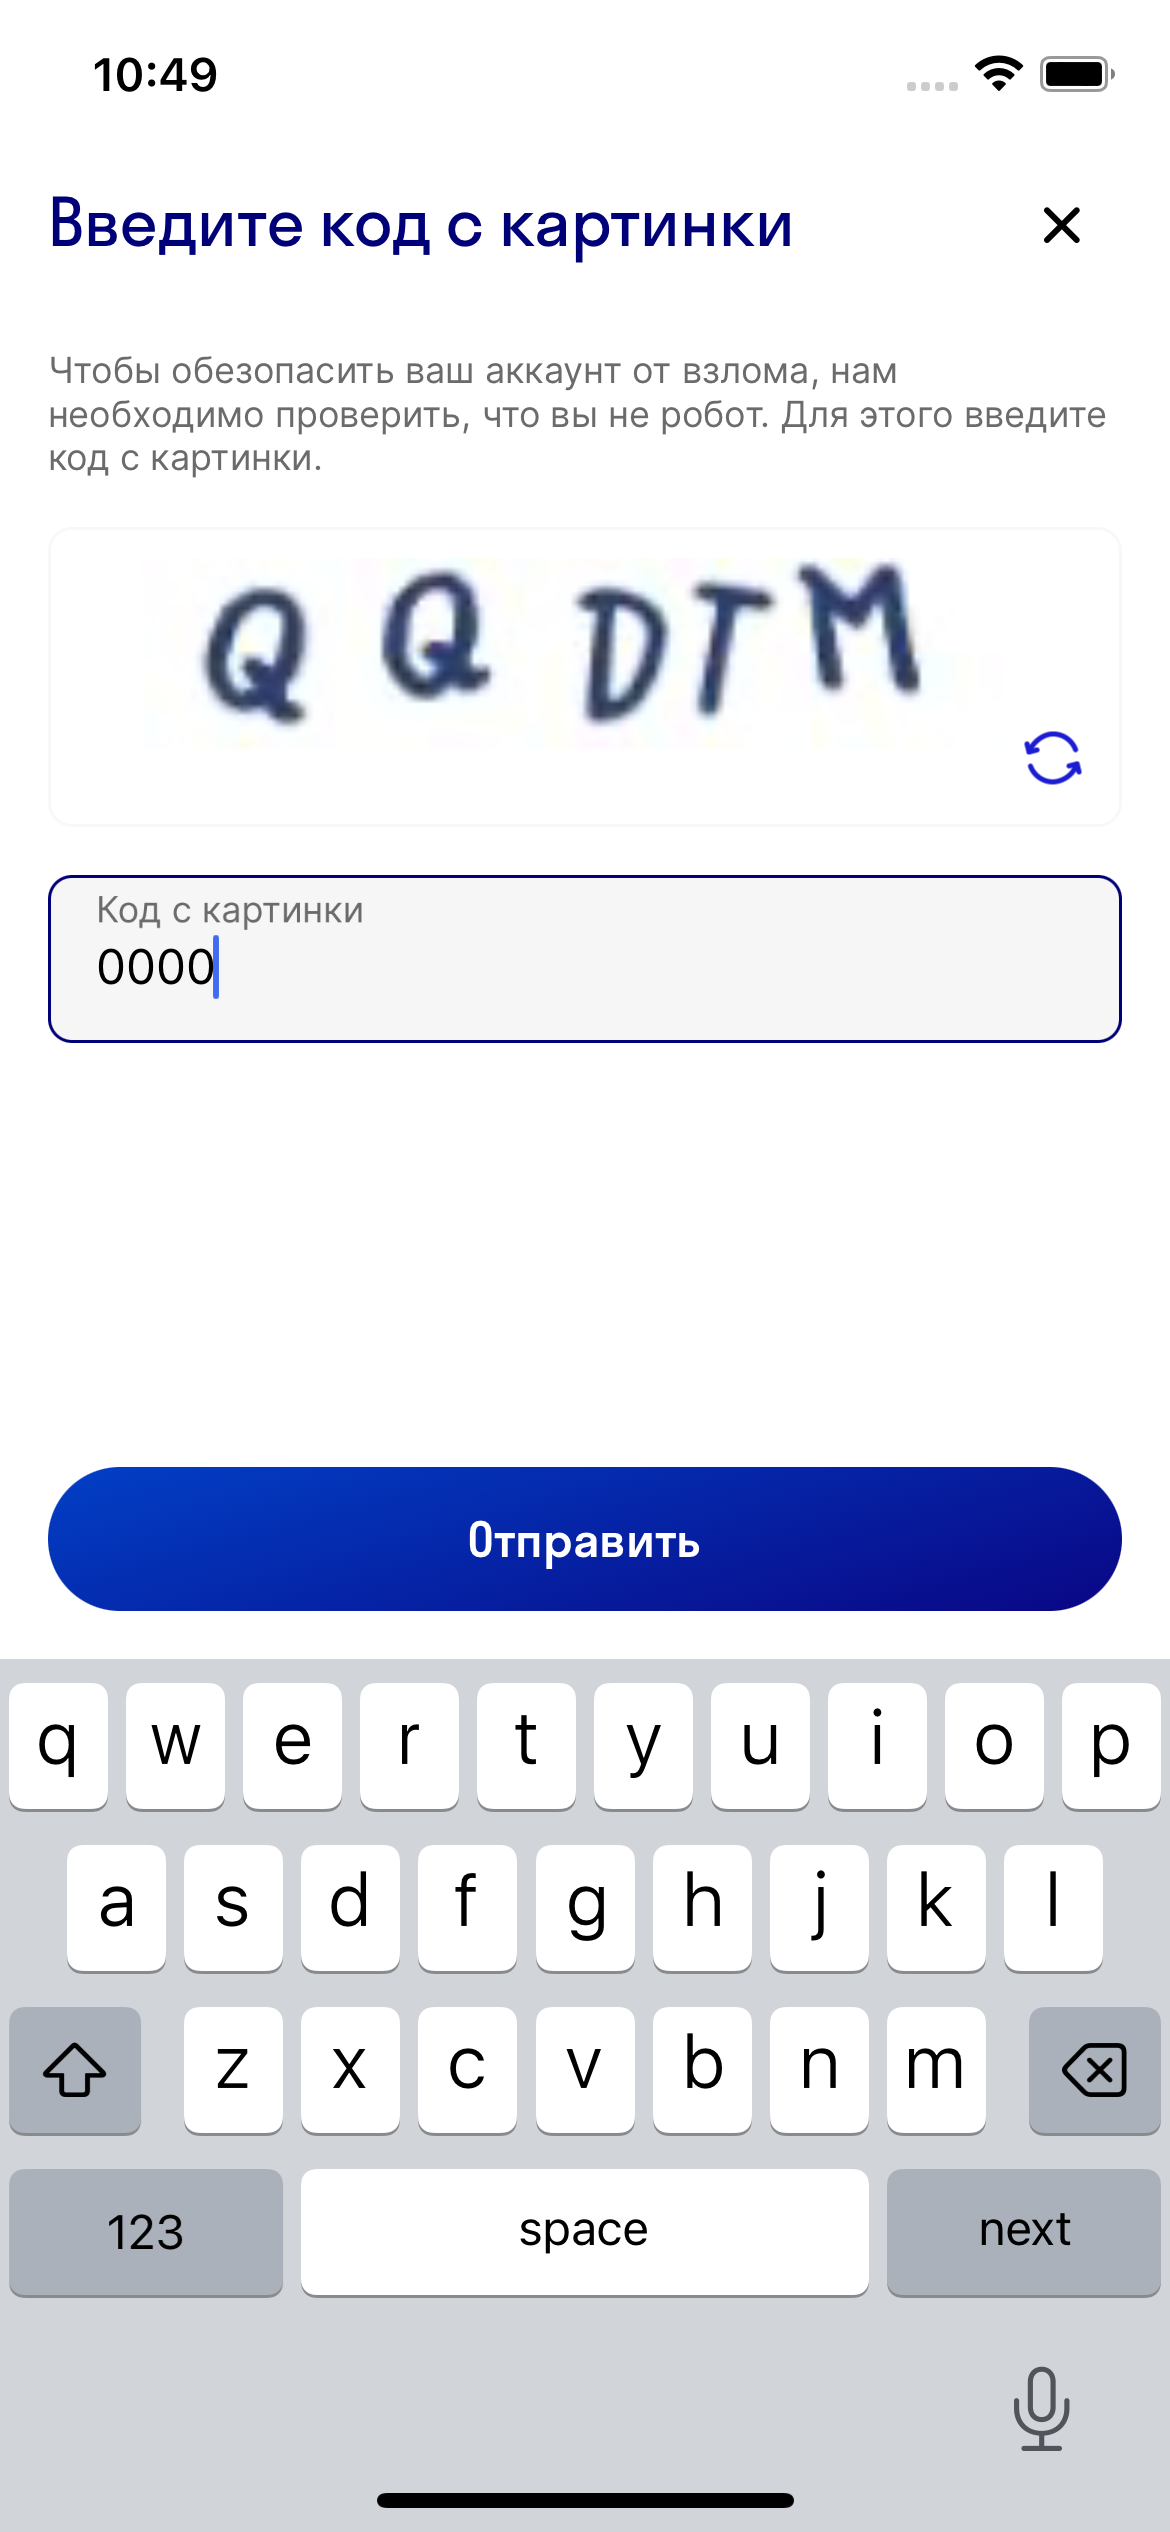 10:49
Введите код с картинки
Чтобы обезопасить ваш аккаунт от взлома, нам
необходимо проверить, что вы не робот. Для этого введите
код с картинки.
Q Q D T M
Код с картинки
0000
Отправить
q w e r t y u i o p
a s d f g h j k l
z x c v b n m
123 space next